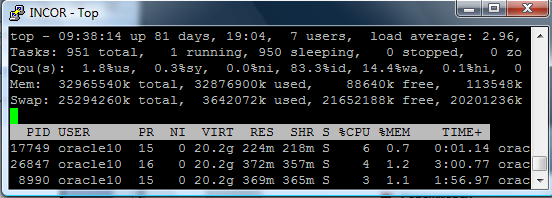 INCOR - Top
top - 09:38:14 up 81 days, 19:04, 7 users, load average: 2.96,
Tasks: 951 total, 1 running, 950 sleeping, 0 stopped, 0 zo
Cpu(s): 1.8%us, 0.3%sy, 0.0%ni, 83.3%id, 14.4%wa, 0.1%hi, 0
Mem: 32965540k total, 32876900k used, 88640k free, 113548k
Swap: 25294260k total, 3642072k used, 21652188k free, 20201236k
PID USER PR NI VIRT RES SHR S %CPU %MEM TIME+
17749 oracle10 15 0 20.2g 224m 218m S 6 0.7 0:01.14 orac
26847 oracle10 16 0 20.2g 372m 357m S 4 1.2 3:00.77 orac
8990 oracle10 15 0 20.2g 369m 365m S 3 1.1 1:56.97 orac